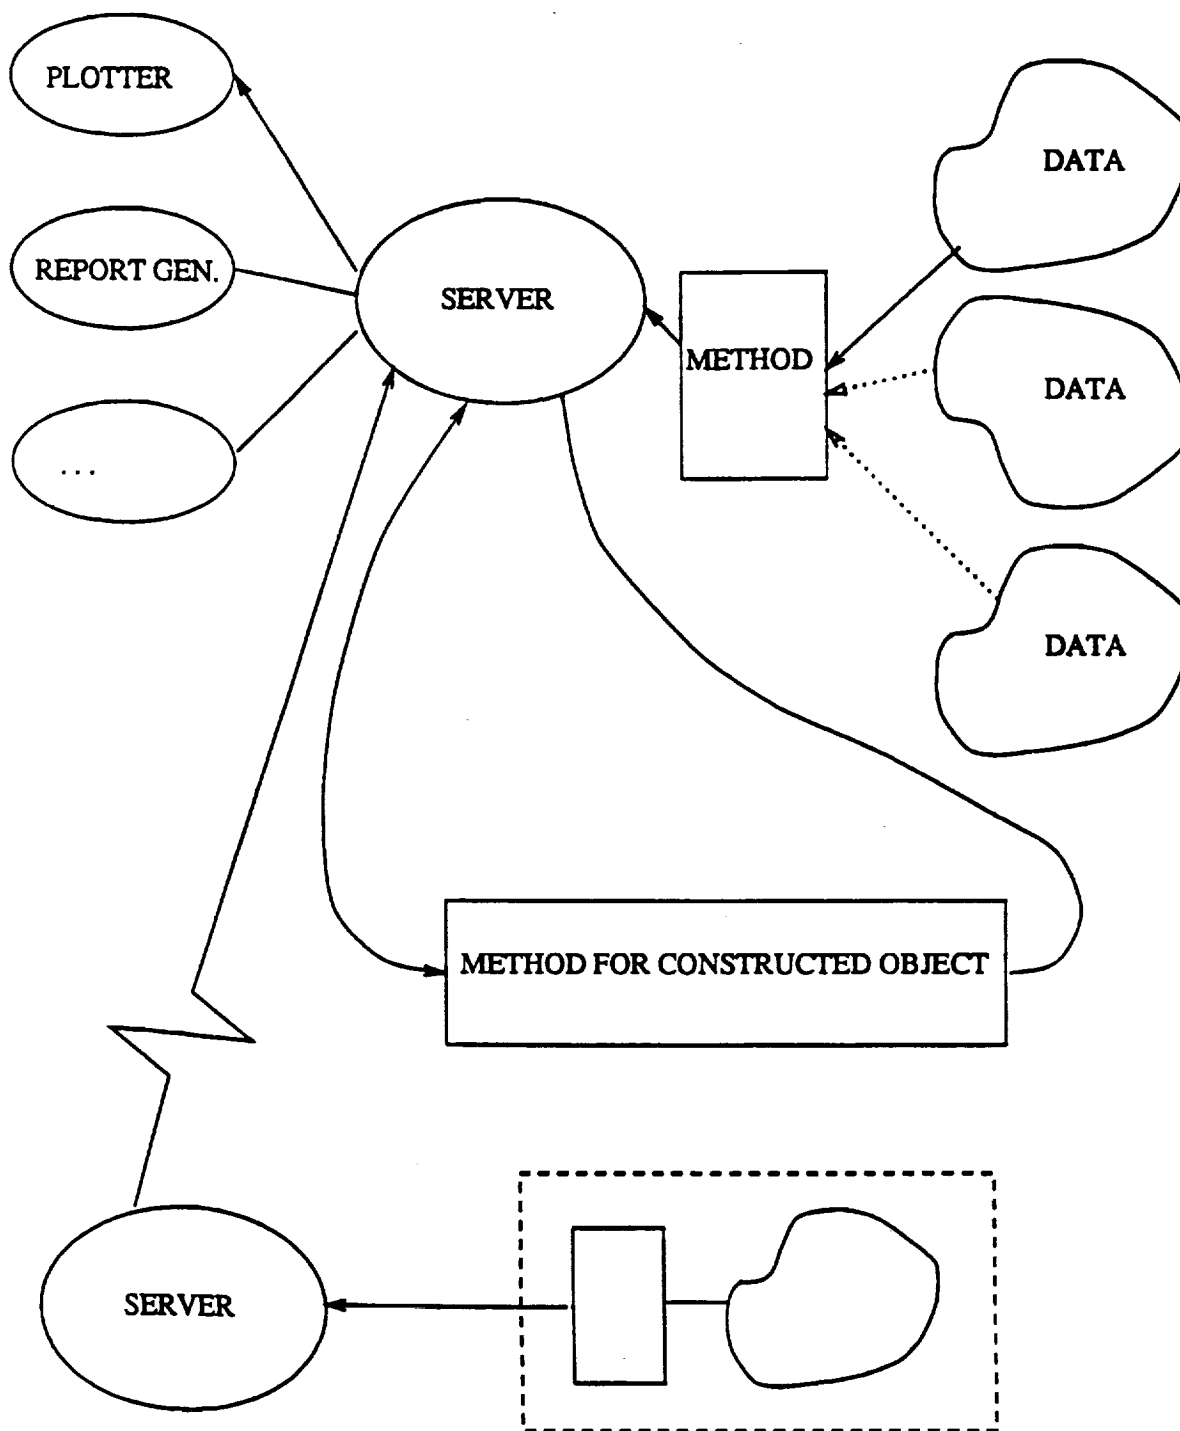 PLOTTER
DATA
REPORT GEN.
SERVER
METHOD
DATA
...
DATA
METHOD FOR CONSTRUCTED OBJECT
SERVER